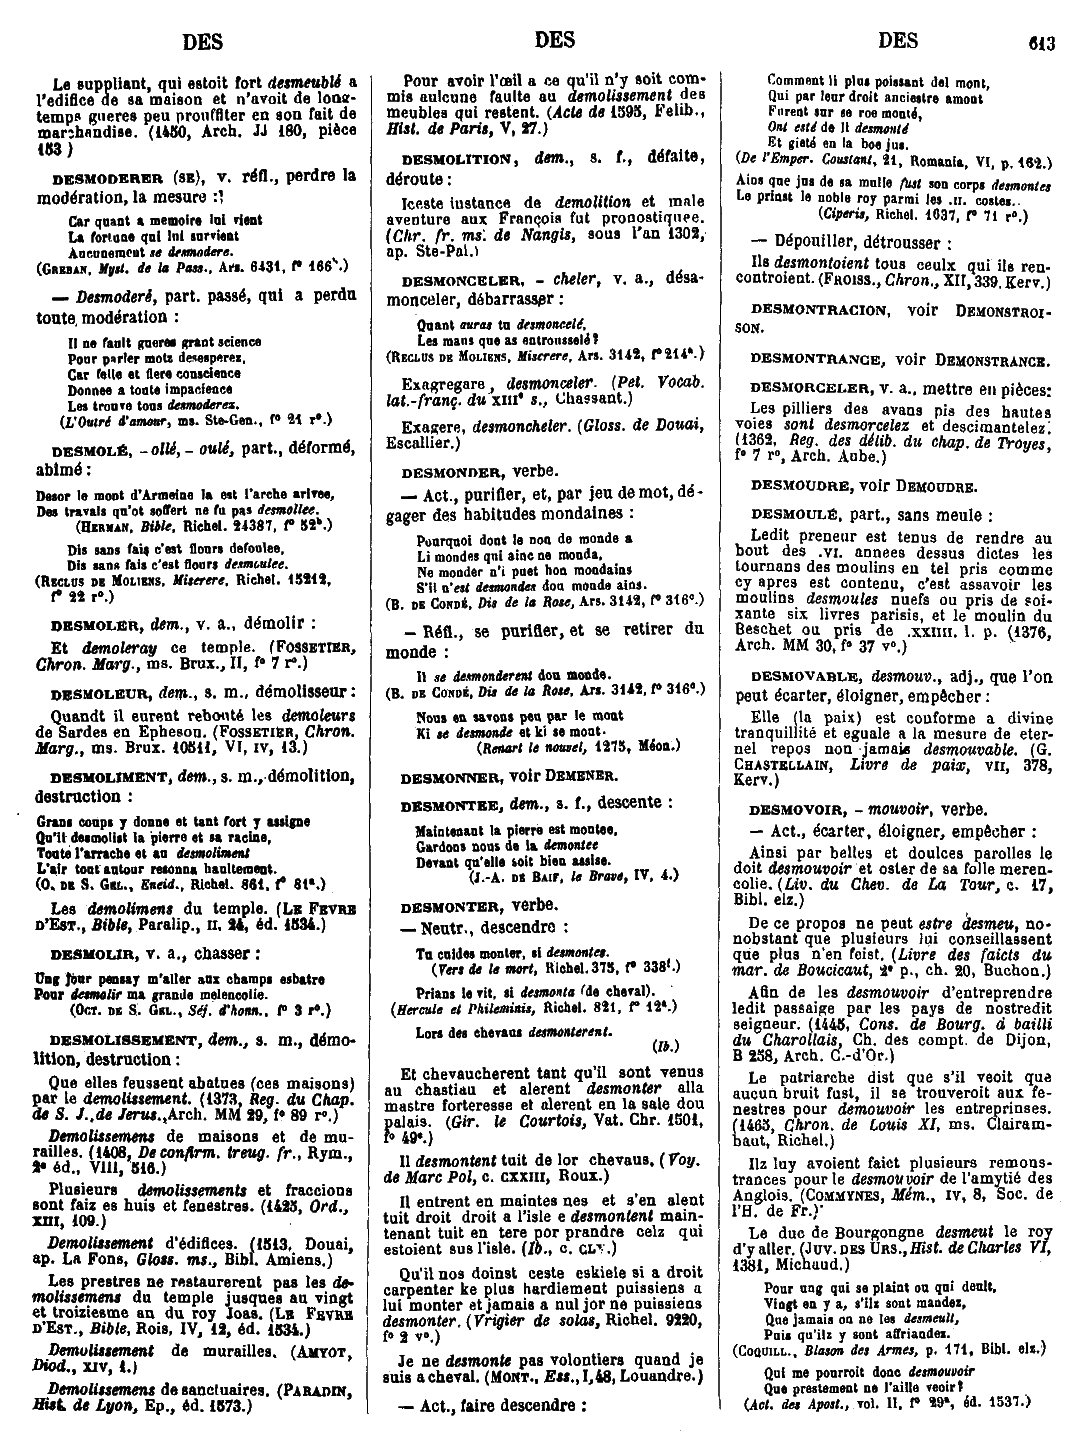 DES
DES
DES
613
Le suppliant, qui estoit fort desmeublé a
l'edifice de sa maison et n'avoit de long-
temps gueres peu prouffiter en son fait de
marchandise. (1450, Arch. JJ 180, pièce
153)
DESMODERER (SE), v. réfl., perdre la
modération, la mesure :
Car quant a memoire lui vient
La fortune qui lui survient
Aucunement se desmodere.
(GREBAN, Myst. de la Pass., Ars. 6431, f° 166b.)
— Desmoderé, part. passé, qui a perdu
toute modération :
Il ne fault gueres grant science
Pour parler motz desesperez,
Car felle et fiere conscience
Donnee a toute impacience
Les trouve tous desmoderez.
(L'Outré d'amour, ms. Ste-Gen., f° 21 r°.)
DESMOLÉ, - ollé, - oulé, part., déformé,
abîmé :
Desor le mont d'Armeine la est l'arche arivee,
Des travals qu'ot soffert ne fu pas desmollee.
(HERMAN, Bible, Richel. 24387, f° 52b.)
Dis sans fais c'est flours defoulee,
Dis sans fais c'est flours desmoulee.
(RECLUS DE MOLIENS, Miserere, Richel. 15212,
f° 22 r°.)
DESMOLER, dem., v. a., démolir :
Et demoleray ce temple. (FOSSETIER,
Chron. Marg., ms. Brux., II, f° 7 r°.)
DESMOLEUR, dem., s. m., démolisseur :
Quandt il eurent rebouté les demoleurs
de Sardes en Epheson. (FOSSETIER, Chron.
Marg., ms. Brux. 10511, VI, IV, 13.)
DESMOLIMENT, dem., s. m., démolition,
destruction :
Grans coups y donne et tant fort y assigne
Qu'il desmolist la pierre et sa racine,
Toute l'arrache et au desmoliment
L'air tout autour resonna haultement.
(O. DE S. GEL., Eneid., Richel. 861, f° 81a.)
Les demolimens du temple. (LE FEVRE
D'EST., Bible, Paralip., II, 24, éd. 1534.)
DESMOLIR, v. a., chasser :
Ung jour pensay m'aller aux champs esbatre
Pour desmolir ma grande melencolie.
(OCT. DE S. GEL., Séj. d'honn., f° 3 r°.)
DESMOLISSEMENT, dem., s. m., démo-
lition, destruction :
Que elles feussent abatues (ces maisons)
par le demolissement. (1373, Reg. du Chap.
de S. J., de Jerus., Arch. MM 29, f° 89 r°.)
Demolissemens de maisons et de mu-
railles. (1408, De confirm. treug. fr., Rym.,
2e éd., VIII, 516.)
Plusieurs demolissements et fraccions
sont faiz es huis et fenestres. (1425, Ord.,
XIII, 109.)
Demolissement d'édifices. (1513, Douai,
ap. La Fons, Gloss. ms., Bibl. Amiens.)
Les prestres ne restaurerent pas les de-
molissemens du temple jusques au vingt
et troiziesme an du roy Joas. (LE FEVRE
D'EST., Bible, Rois, IV, 12, éd. 1534.)
Demolissement de murailles. (AMYOT,
Diod., XIV, 1.)
Demolissemens de sanctuaires. (PARADIN,
Hist. de Lyon, Ep., éd. 1573.)
Pour avoir l'œil a ce qu'il n'y soit com-
mis aulcune faulte au demolissement des
meubles qui restent. (Acte de 1595, Felib.,
Hist. de Paris, V, 27.)
DESMOLITION, dem., s. f., défaite,
déroute :
Iceste instance de demolition et male
aventure aux François fut pronostiquee.
(Chr. fr. ms. de Nangis, sous l'an 1302,
ap. Ste-Pal.)
DESMONCELER, - cheler, v. a., désa-
monceler, débarrasser :
Quant auras tu desmoncelé,
Les mans que as entrousselé?
(RECLUS DE MOLIENS, Miserere, Ars. 3142, f° 214a.)
Exagregare, desmonceler. (Pet. Vocab.
lat.-franç. du XIIIe s., Chassant.)
Exagere, desmoncheler. (Gloss. de Douai,
Escallier.)
DESMONDER, verbe.
— Act., purifier, et, par jeu de mot, dé-
gager des habitudes mondaines :
Pourquoi dont le non de monde a
Li mondes qui ainc ne monda,
Ne monder n'i puet hon mondains
S'il n'est desmondes dou monde ains.
(B. DE CONDÉ, Dis de la Rose, Ars. 3142, f° 316c.)
— Réfl., se purifier, et se retirer du
monde :
Il se desmonderent dou monde.
(B. DE CONDÉ, Dis de la Rose, Ars. 3142, f° 316c.)
Nous en savons peu par le mont
Ki se desmonde et ki se mont.
(Renart le nouvel, 1275, Méon.)
DESMONNER, voir DEMENER.
DESMONTEE, dem., s. f., descente :
Maintenant la pierre est montee,
Gardons nous de la demontee
Devant qu'elle soit bien assise.
(J.-A. DE BAIF, le Brave, IV, 4.)
DESMONTER, verbe.
— Neutr., descendre :
Tu cuides monter, si desmontes.
(Vers de le mort, Richel. 375, f° 338f.)
Prians le vit, si desmonta (de cheval).
(Hercule et Phileminis, Richel. 821, f° 12a.)
Lors des chevaus desmonterent.
(Ib.)
Et chevaucherent tant qu'il sont venus
au chastiau et alerent desmonter alla
mastre forteresse et alerent en la sale dou
palais. (Gir. le Courtois, Vat. Chr. 1501,
f° 49a.)
Il desmontent tuit de lor chevaus. (Voy.
de Marc Pol, c. CXXIII, Roux.)
Il entrent en maintes nes et s'en alent
tuit droit droit a l'isle e desmontent main-
tenant tuit en tere por prandre celz qui
estoient sus l'isle. (Ib., c. CLX.)
Qu'il nos doinst ceste eskiele si a droit
carpenter ke plus hardiement puissiens a
lui monter et jamais a nul jor ne puissiens
desmonter. (Vrigier de solas, Richel. 9220,
f° 2 v°.)
Je ne desmonte pas volontiers quand je
suis a cheval. (MONT., Ess., I, 48, Louandre.)
— Act., faire descendre :
Comment li plus poissant del mont,
Qui par leur droit anciestre amont
Furent sur se roe monté,
Ont esté de li desmonté
Et gieté en la boe jus.
(De l'Emper. Coustant, 21, Romania, VI, p. 162.)
Aios que jus de sa mulle fust son corps desmontes
Le prinst le noble roy parmi les .II. costes.
(Ciperis, Richel. 1637, f° 71 r°.)
— Dépouiller, détrousser :
Ils desmontoient tous ceulx qui ils ren-
controient. (FROISS., Chron., XII, 339, Kerv.)
DESMONTRACION, voir DEMONSTROI-
SON.
DESMONTRANCE, voir DEMONSTRANCE.
DESMORCELER, v. a., mettre en pièces:
Les pilliers des avans pis des hautes
voies sont desmorcelez et descimantelez.
(1362, Reg. des délib. du chap. de Troyes,
f° 7 r°, Arch. Aube.)
DESMOUDRE, voir DEMOUDRE.
DESMOULÉ, part., sans meule :
Ledit preneur est tenus de rendre au
bout des .VI. annees dessus dictes les
tournans des moulins en tel pris comme
cy apres est contenu, c'est assavoir les
moulins desmoules nuefs ou pris de soi-
xante six livres parisis, et le moulin du
Beschet ou pris de .XXIIII. l. p. (1376,
Arch. MM 30, f° 37 v°.)
DESMOVABLE, desmouv., adj., que l'on
peut écarter, éloigner, empêcher :
Elle (la paix) est conforme a divine
tranquillité et eguale a la mesure de eter-
nel repos non jamais desmouvable. (G.
CHASTELLAIN, Livre de paix, VII, 378,
Kerv.)
DESMOVOIR, - mouvoir, verbe.
— Act., écarter, éloigner, empêcher :
Ainsi par belles et doulces parolles le
doit desmouvoir et oster de sa folle meren-
colie. (Liv. du Chev. de La Tour, c. 17,
Bibl. elz.)
De ce propos ne peut estre desmeu, no-
nobstant que plusieurs lui conseillassent
que plus n'en feist. (Livre des faicts du
mar. de Boucicaut, 2e p., ch. 20, Buchon.)
Afin de les desmouvoir d'entreprendre
ledit passaige par les pays de nostredit
seigneur. (1445, Cons. de Bourg. à bailli
du Charollais, Ch. des compt. de Dijon,
B 258, Arch. C.-d'Or.)
Le patriarche dist que s'il veoit que
aucun bruit fust, il se trouveroit aux fe-
nestres pour demouvoir les entreprinses.
(1465, Chron. de Louis XI, ms. Clairam-
baut, Richel.)
Ilz luy avoient faict plusieurs remons-
trances pour le desmouvoir de l'amytié des
Anglois. (COMMYNES, Mém., IV, 8, Soc. de
l'H. de Fr.)
Le duc de Bourgongne desmeut le roy
d'y aller. (JUV. DES URS., Hist. de Charles VI,
1381, Michaud.)
Pour ung qui se plaint ou qui deult,
Vingt en y a, s'ilz sont mandez,
Que jamais on ne les desmeult,
Puis qu'ilz y sont affriandez.
(COQUILL., Blason des Armes, p. 171, Bibl. elz.)
Qui me pourroit donc desmouvoir
Que prestement ne l'aille veoir?
(Act. des Apost., vol. II, f° 29a, éd. 1537.)